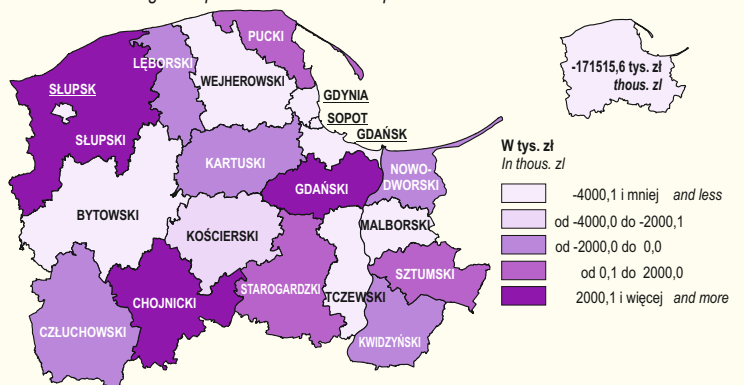 PUCKI
LĘBORSKI
WEJHEROWSKI
SŁUPSK
GDYNIA
SOPOT
GDAŃSK
SŁUPSKI
KARTUSKI
NOWO-
DWORSKI
GDAŃSKI
BYTOWSKI
KOŚCIERSKI
MALBORSKI
SZTUMSKI
STAROGARDZKI
TCZEWSKI
CHOJNICKI
CZŁUCHOWSKI
KWIDZYŃSKI
-171515,6 tys. zł
thous. zl
W tys. zł
In thous. zl
-4000,1 i mniej and less
od -4000,0 do -2000,1
od -2000,0 do 0,0
od 0,1 do 2000,0
2000,1 i więcej and more